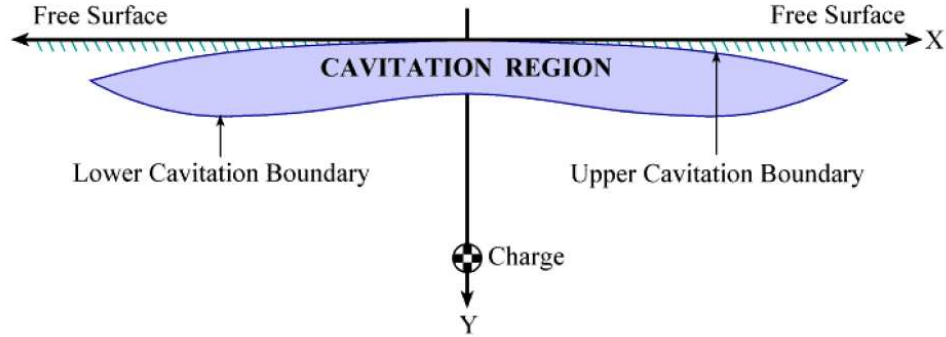 Free Surface
Free Surface
X
CAVITATION REGION
Lower Cavitation Boundary
Upper Cavitation Boundary
Charge
Y